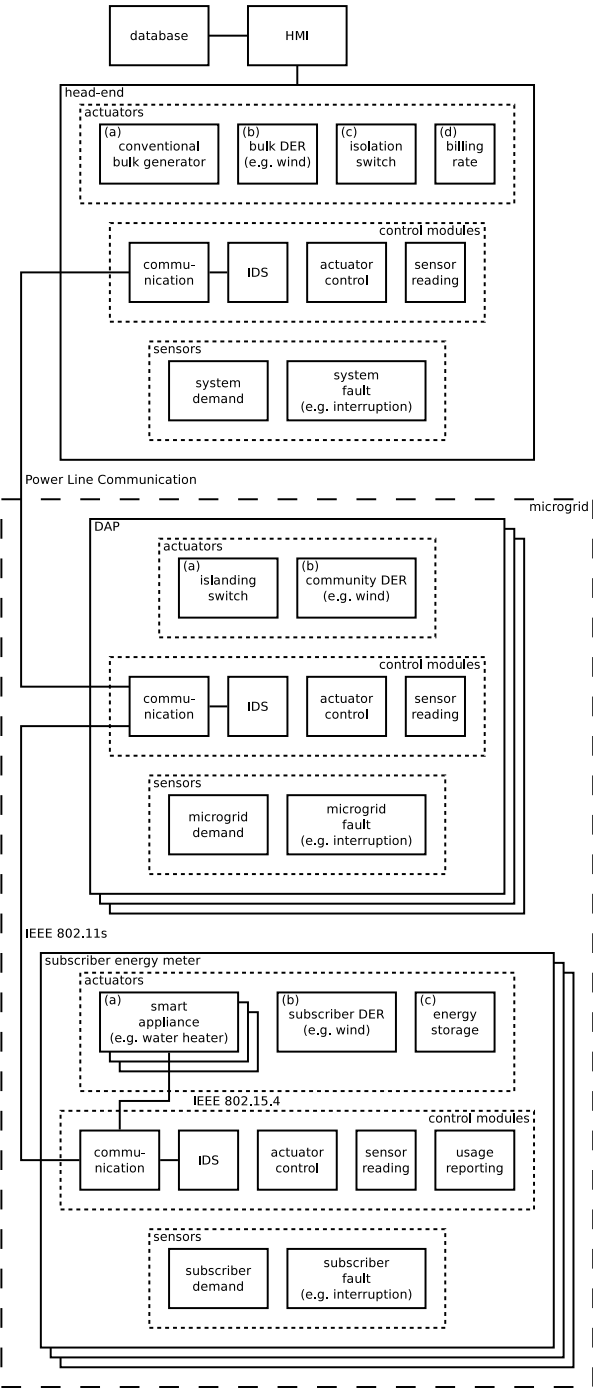 database
HMI
head-end
actuators
(a)
conventional
bulk generator
(b)
bulk DER
(e.g. wind)
(c)
isolation
switch
(d)
billing
rate
control modules
commu-
nication
IDS
actuator
control
sensor
reading
sensors
system
demand
system
fault
(e.g. interruption)
Power Line Communication
microgrid
DAP
actuators
(a)
islanding
switch
(b)
community DER
(e.g. wind)
control modules
commu-
nication
IDS
actuator
control
sensor
reading
sensors
microgrid
demand
microgrid
fault
(e.g. interruption)
IEEE 802.11s
subscriber energy meter
actuators
(a)
smart
appliance
(e.g. water heater)
(b)
subscriber DER
(e.g. wind)
(c)
energy
storage
IEEE 802.15.4
control modules
commu-
nication
IDS
actuator
control
sensor
reading
usage
reporting
sensors
subscriber
demand
subscriber
fault
(e.g. interruption)